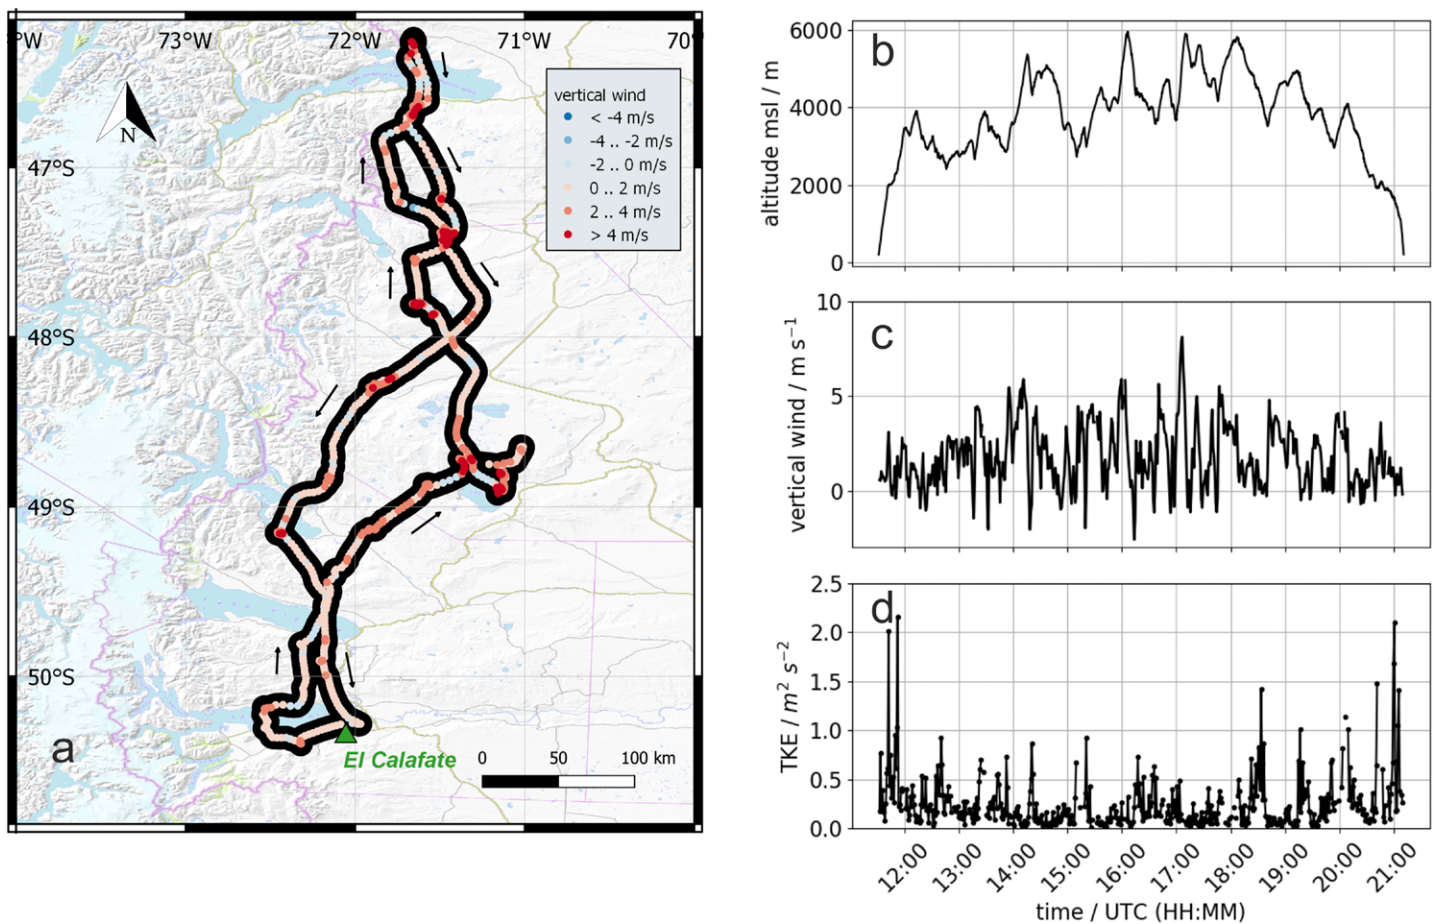 °W 73°W 72°W 71°W 70°
47°S
48°S
49°S
50°S
N
vertical wind
< -4 m/s
-4 .. -2 m/s
-2 .. 0 m/s
0 .. 2 m/s
2 .. 4 m/s
> 4 m/s
a
El Calafate
0 50 100 km
b
altitude msl / m
6000
4000
2000
0
c
vertical wind / m s⁻¹
10
5
0
d
TKE / m² s⁻²
2.5
2.0
1.5
1.0
0.5
0.0
12:00 13:00 14:00 15:00 16:00 17:00 18:00 19:00 20:00 21:00
time / UTC (HH:MM)